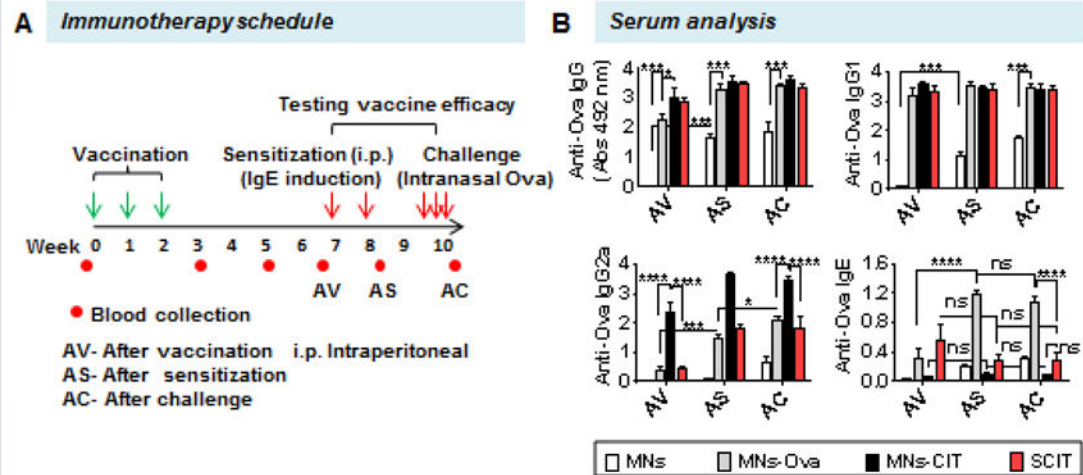 A Immunotherapy schedule
Testing vaccine efficacy
Vaccination
Sensitization (i.p.)
(IgE induction)
Challenge
(Intranasal Ova)
Week 0 1 2 3 4 5 6 7 8 9 10
AV AS AC
Blood collection
AV- After vaccination i.p. Intraperitoneal
AS- After sensitization
AC- After challenge
B Serum analysis
Anti-Ova IgG
( Abs 492 nm)
4
3
2
1
0
*** * *** *** ***
AV AS AC
Anti-Ova IgG1
4
3
2
1
0
*** ***
AV AS AC
Anti-Ova IgG2a
4
3
2
1
0
**** **** *** * **** ****
AV AS AC
Anti-Ova IgE
1.6
1.2
0.8
0.4
0.0
**** ns **** ns ns ns ns ns
AV AS AC
MNs MNs-Ova MNs-CIT SCIT